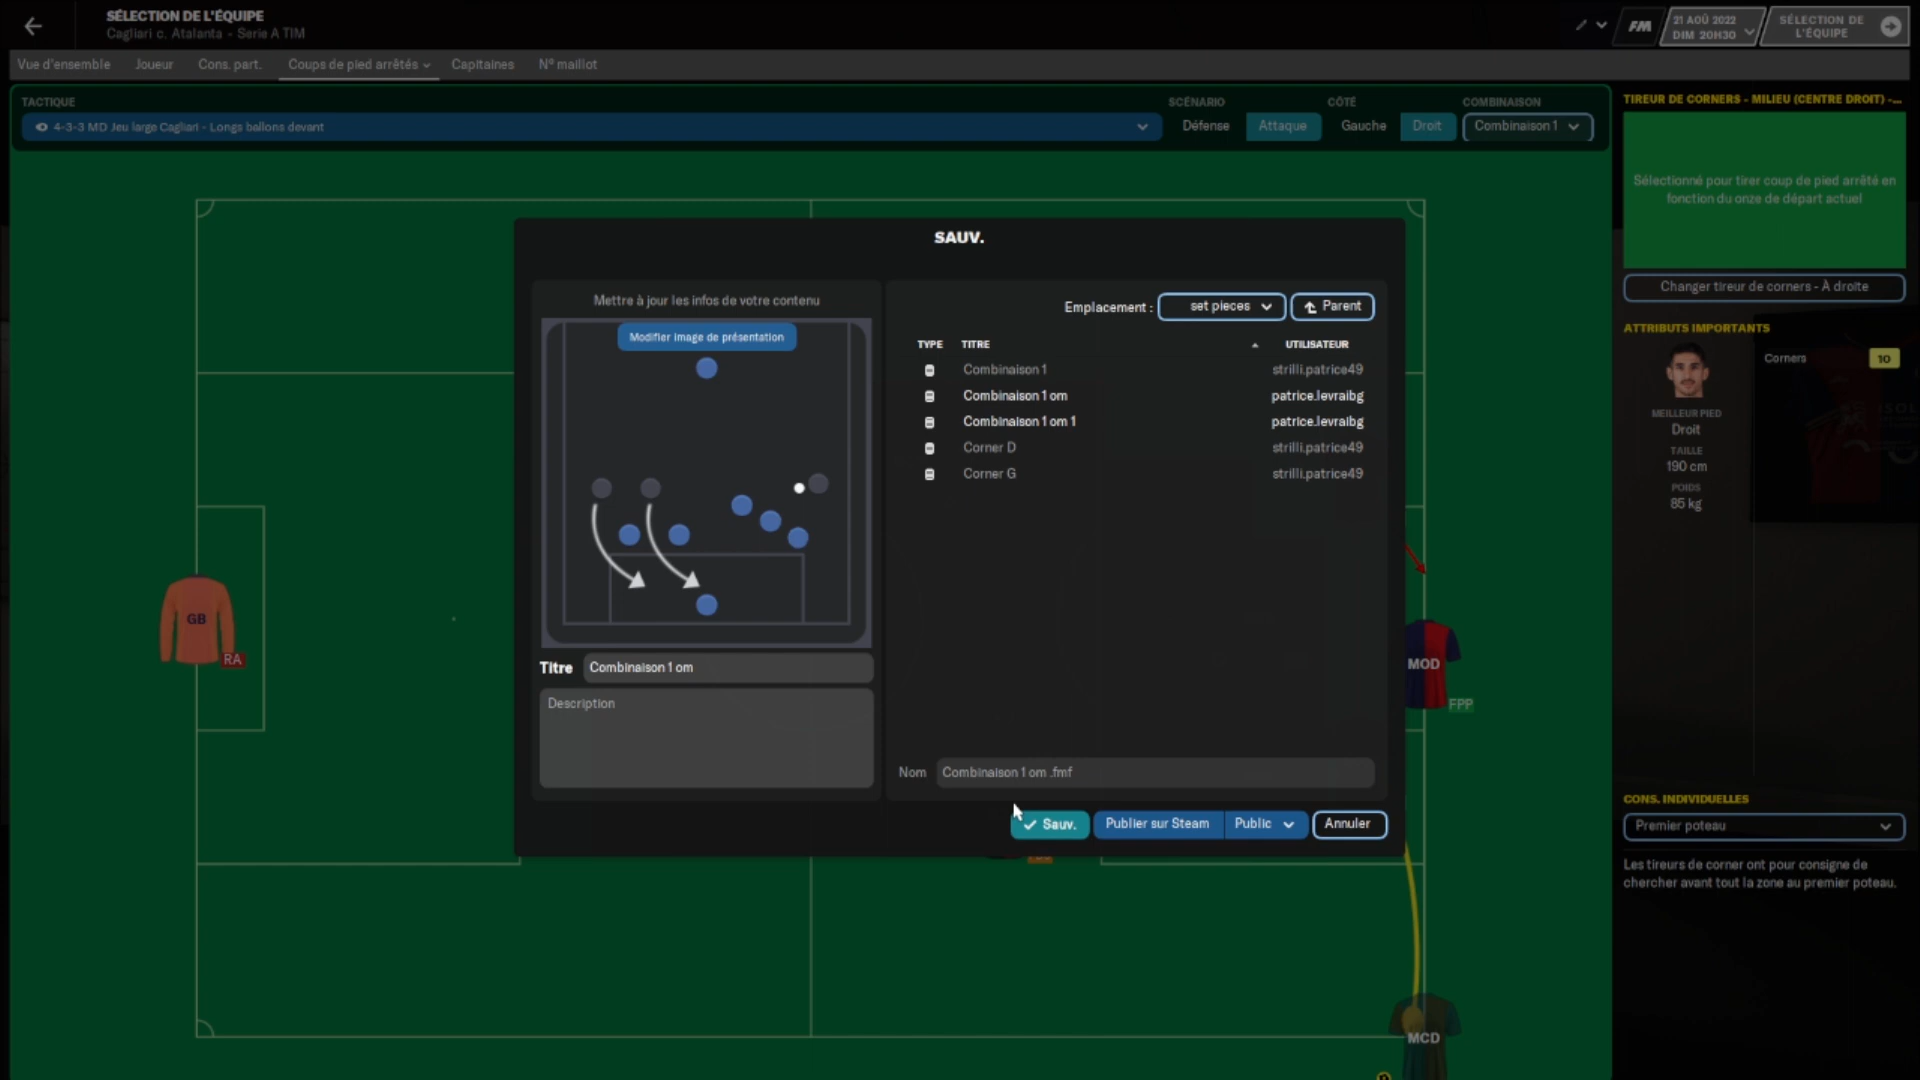 SÉLECTION DE L'ÉQUIPE
Cagliari c. Atalanta - Serie A TIM
FM
21 AOÛ 2022
DIM 20H30
SÉLECTION DE
L'ÉQUIPE
Vue d'ensemble
Joueur
Cons. part.
Coups de pied arrêtés
Capitaines
N° maillot
TACTIQUE
4-3-3 MD Jeu large Cagliari - Longs ballons devant
SCÉNARIO
Défense
Attaque
CÔTÉ
Gauche
Droit
COMBINAISON
Combinaison 1
TIREUR DE CORNERS - MILIEU (CENTRE DROIT) -...
Sélectionné pour tirer coup de pied arrêté en
fonction du onze de départ actuel
Changer tireur de corners - À droite
ATTRIBUTS IMPORTANTS
Corners
10
MEILLEUR PIED
Droit
TAILLE
190 cm
POIDS
85 kg
CONS. INDIVIDUELLES
Premier poteau
Les tireurs de corner ont pour consigne de
chercher avant tout la zone au premier poteau.
SAUV.
Mettre à jour les infos de votre contenu
Modifier image de présentation
Titre
Combinaison 1 om
Description
Emplacement :
set pieces
Parent
TYPE
TITRE
UTILISATEUR
Combinaison 1
strilli.patrice49
Combinaison 1 om
patrice.levraibg
Combinaison 1 om 1
patrice.levraibg
Corner D
strilli.patrice49
Corner G
strilli.patrice49
Nom
Combinaison 1 om .fmf
Sauv.
Publier sur Steam
Public
Annuler
GB
RA
MOD
FPP
MCD